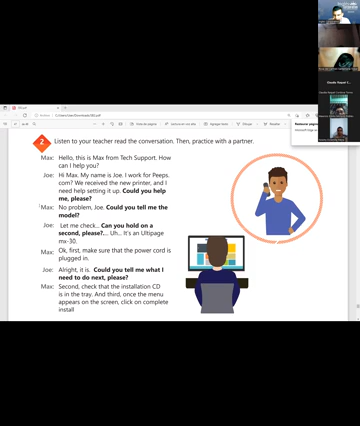 2 Listen to your teacher read the conversation. Then, practice with a partner.
Max: Hello, this is Max from Tech Support. How
can I help you?
Joe: Hi Max. My name is Joe. I work for Peeps.
com? We received the new printer, and I
need help setting it up. Could you help
me, please?
Max: No problem, Joe. Could you tell me the
model?
Joe: Let me check... Can you hold on a
second, please?... Uh... It's an Ultipage
mx-30.
Max: Ok, first, make sure that the power cord is
plugged in.
Joe: Alright, it is. Could you tell me what I
need to do next, please?
Max: Second, check that the installation CD
is in the tray. And third, once the menu
appears on the screen, click on complete
install